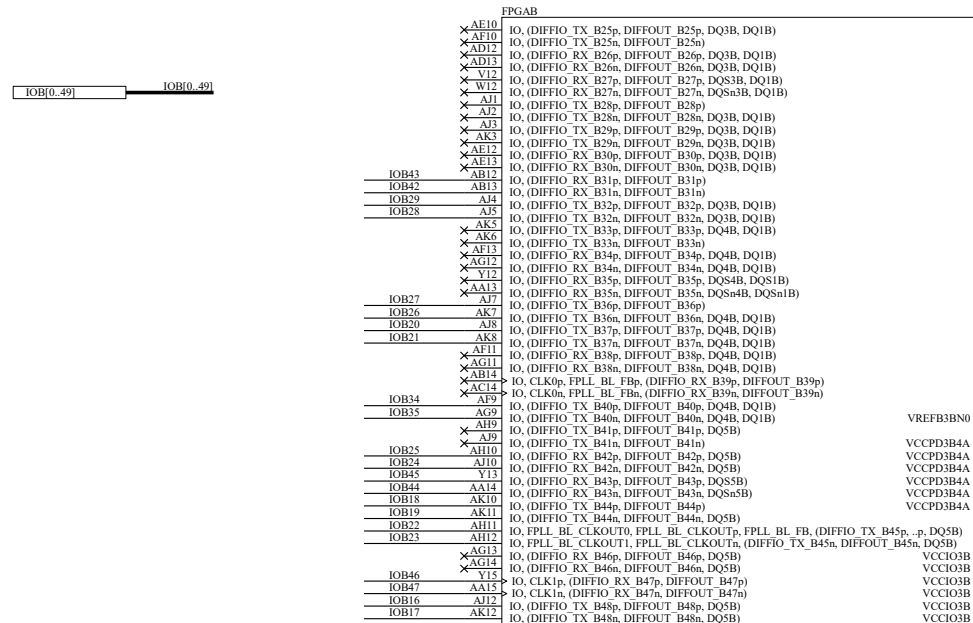 FPGAB
IOB[0..49] IOB[0..49]
AE10 IO, (DIFFIO_TX_B25p, DIFFOUT_B25p, DQ3B, DQ1B)
AF10 IO, (DIFFIO_TX_B25n, DIFFOUT_B25n)
AD12 IO, (DIFFIO_RX_B26p, DIFFOUT_B26p, DQ3B, DQ1B)
AD13 IO, (DIFFIO_RX_B26n, DIFFOUT_B26n, DQ3B, DQ1B)
V12 IO, (DIFFIO_RX_B27p, DIFFOUT_B27p, DQS3B, DQ1B)
W12 IO, (DIFFIO_RX_B27n, DIFFOUT_B27n, DQSn3B, DQ1B)
AJ1 IO, (DIFFIO_TX_B28p, DIFFOUT_B28p)
AJ2 IO, (DIFFIO_TX_B28n, DIFFOUT_B28n, DQ3B, DQ1B)
AJ3 IO, (DIFFIO_TX_B29p, DIFFOUT_B29p, DQ3B, DQ1B)
AK3 IO, (DIFFIO_TX_B29n, DIFFOUT_B29n, DQ3B, DQ1B)
AE12 IO, (DIFFIO_RX_B30p, DIFFOUT_B30p, DQ3B, DQ1B)
AE13 IO, (DIFFIO_RX_B30n, DIFFOUT_B30n, DQ3B, DQ1B)
IOB43 AB12 IO, (DIFFIO_RX_B31p, DIFFOUT_B31p)
IOB42 AB13 IO, (DIFFIO_RX_B31n, DIFFOUT_B31n)
IOB29 AJ4 IO, (DIFFIO_TX_B32p, DIFFOUT_B32p, DQ3B, DQ1B)
IOB28 AJ5 IO, (DIFFIO_TX_B32n, DIFFOUT_B32n, DQ3B, DQ1B)
AK5 IO, (DIFFIO_TX_B33p, DIFFOUT_B33p, DQ4B, DQ1B)
AK6 IO, (DIFFIO_TX_B33n, DIFFOUT_B33n)
AF13 IO, (DIFFIO_RX_B34p, DIFFOUT_B34p, DQ4B, DQ1B)
AG12 IO, (DIFFIO_RX_B34n, DIFFOUT_B34n, DQ4B, DQ1B)
Y12 IO, (DIFFIO_RX_B35p, DIFFOUT_B35p, DQS4B, DQS1B)
AA13 IO, (DIFFIO_RX_B35n, DIFFOUT_B35n, DQSn4B, DQSn1B)
IOB27 AJ7 IO, (DIFFIO_TX_B36p, DIFFOUT_B36p)
IOB26 AK7 IO, (DIFFIO_TX_B36n, DIFFOUT_B36n, DQ4B, DQ1B)
IOB20 AJ8 IO, (DIFFIO_TX_B37p, DIFFOUT_B37p, DQ4B, DQ1B)
IOB21 AK8 IO, (DIFFIO_TX_B37n, DIFFOUT_B37n, DQ4B, DQ1B)
AF11 IO, (DIFFIO_RX_B38p, DIFFOUT_B38p, DQ4B, DQ1B)
AG11 IO, (DIFFIO_RX_B38n, DIFFOUT_B38n, DQ4B, DQ1B)
AB14 IO, CLK0p, FPLL_BL_FBp, (DIFFIO_RX_B39p, DIFFOUT_B39p)
AC14 IO, CLK0n, FPLL_BL_FBn, (DIFFIO_RX_B39n, DIFFOUT_B39n)
IOB34 AF9 IO, (DIFFIO_TX_B40p, DIFFOUT_B40p, DQ4B, DQ1B)
IOB35 AG9 IO, (DIFFIO_TX_B40n, DIFFOUT_B40n, DQ4B, DQ1B) VREFB3BN0
AH9 IO, (DIFFIO_TX_B41p, DIFFOUT_B41p, DQ5B)
AJ9 IO, (DIFFIO_TX_B41n, DIFFOUT_B41n) VCCPD3B4A
IOB25 AH10 IO, (DIFFIO_RX_B42p, DIFFOUT_B42p, DQ5B) VCCPD3B4A
IOB24 AJ10 IO, (DIFFIO_RX_B42n, DIFFOUT_B42n, DQ5B) VCCPD3B4A
IOB45 Y13 IO, (DIFFIO_RX_B43p, DIFFOUT_B43p, DQS5B) VCCPD3B4A
IOB44 AA14 IO, (DIFFIO_RX_B43n, DIFFOUT_B43n, DQSn5B) VCCPD3B4A
IOB18 AK10 IO, (DIFFIO_TX_B44p, DIFFOUT_B44p) VCCPD3B4A
IOB19 AK11 IO, (DIFFIO_TX_B44n, DIFFOUT_B44n, DQ5B)
IOB22 AH11 IO, FPLL_BL_CLKOUT0, FPLL_BL_CLKOUTp, FPLL_BL_FB, (DIFFIO_TX_B45p, ..p, DQ5B)
IOB23 AH12 IO, FPLL_BL_CLKOUT1, FPLL_BL_CLKOUTn, (DIFFIO_TX_B45n, DIFFOUT_B45n, DQ5B)
AG13 IO, (DIFFIO_RX_B46p, DIFFOUT_B46p, DQ5B) VCCIO3B
AG14 IO, (DIFFIO_RX_B46n, DIFFOUT_B46n, DQ5B) VCCIO3B
IOB46 Y15 IO, CLK1p, (DIFFIO_RX_B47p, DIFFOUT_B47p) VCCIO3B
IOB47 AA15 IO, CLK1n, (DIFFIO_RX_B47n, DIFFOUT_B47n) VCCIO3B
IOB16 AJ12 IO, (DIFFIO_TX_B48p, DIFFOUT_B48p, DQ5B) VCCIO3B
IOB17 AK12 IO, (DIFFIO_TX_B48n, DIFFOUT_B48n, DQ5B) VCCIO3B